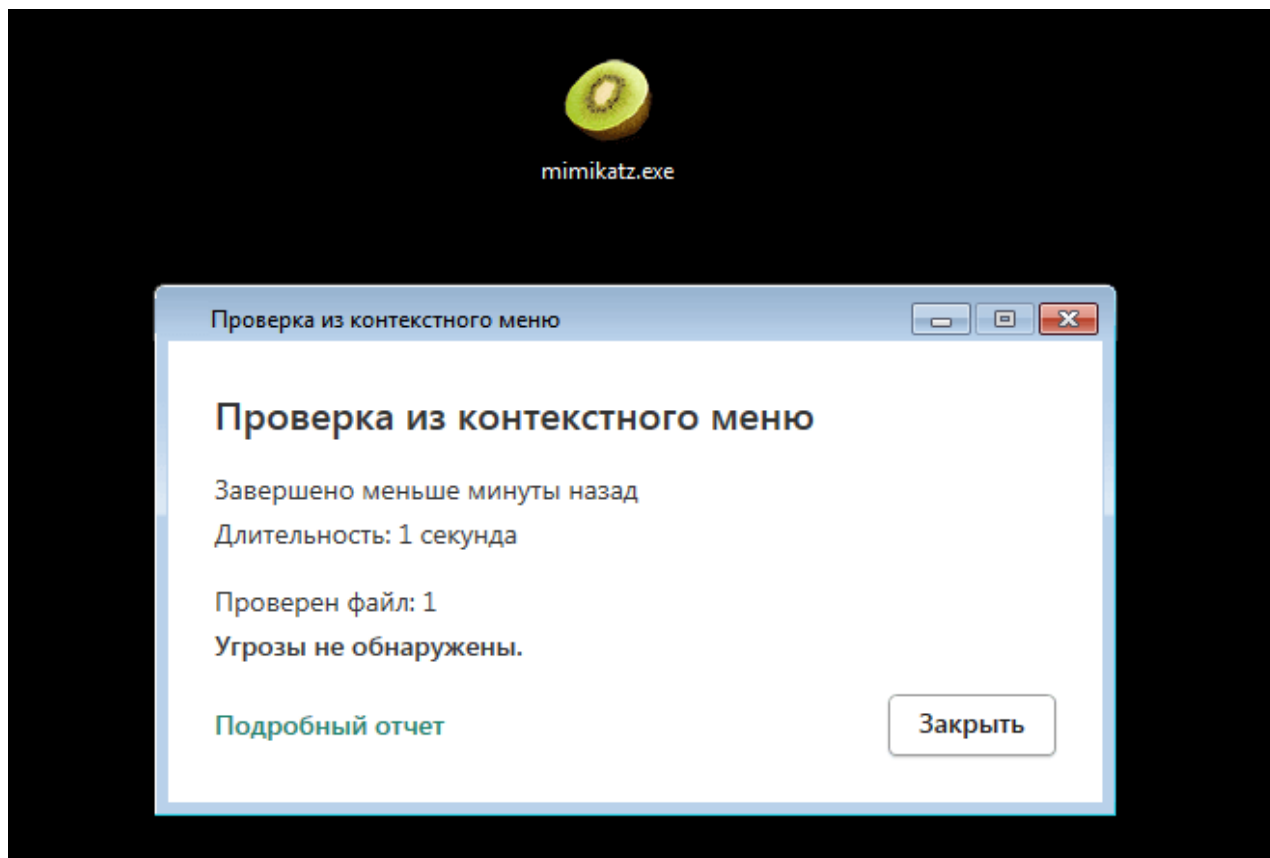 mimikatz.exe
Проверка из контекстного меню
Проверка из контекстного меню
Завершено меньше минуты назад
Длительность: 1 секунда
Проверен файл: 1
Угрозы не обнаружены.
Подробный отчет
Закрыть